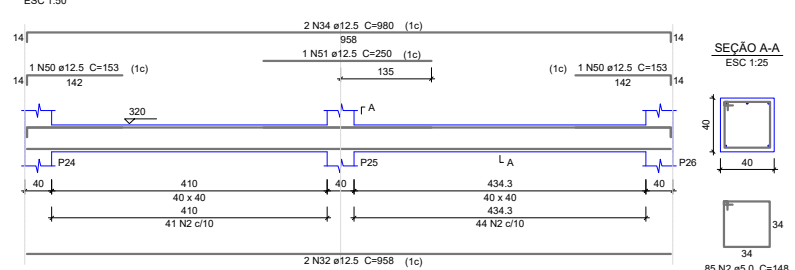 ESC 1:50
2 N34 ø12.5 C=980 (1c)
14
958
14
1 N51 ø12.5 C=250 (1c)
SEÇÃO A-A
ESC 1:25
1 N50 ø12.5 C=153 (1c)
135
(1c) 1 N50 ø12.5 C=153
14
142
142
14
320
A
40
P24
P25
A
P26
40
40
410
40
434.3
40
40 x 40
40 x 40
410
434.3
41 N2 c/10
44 N2 c/10
34
34
2 N32 ø12.5 C=958 (1c)
85 N2 ø5.0 C=148